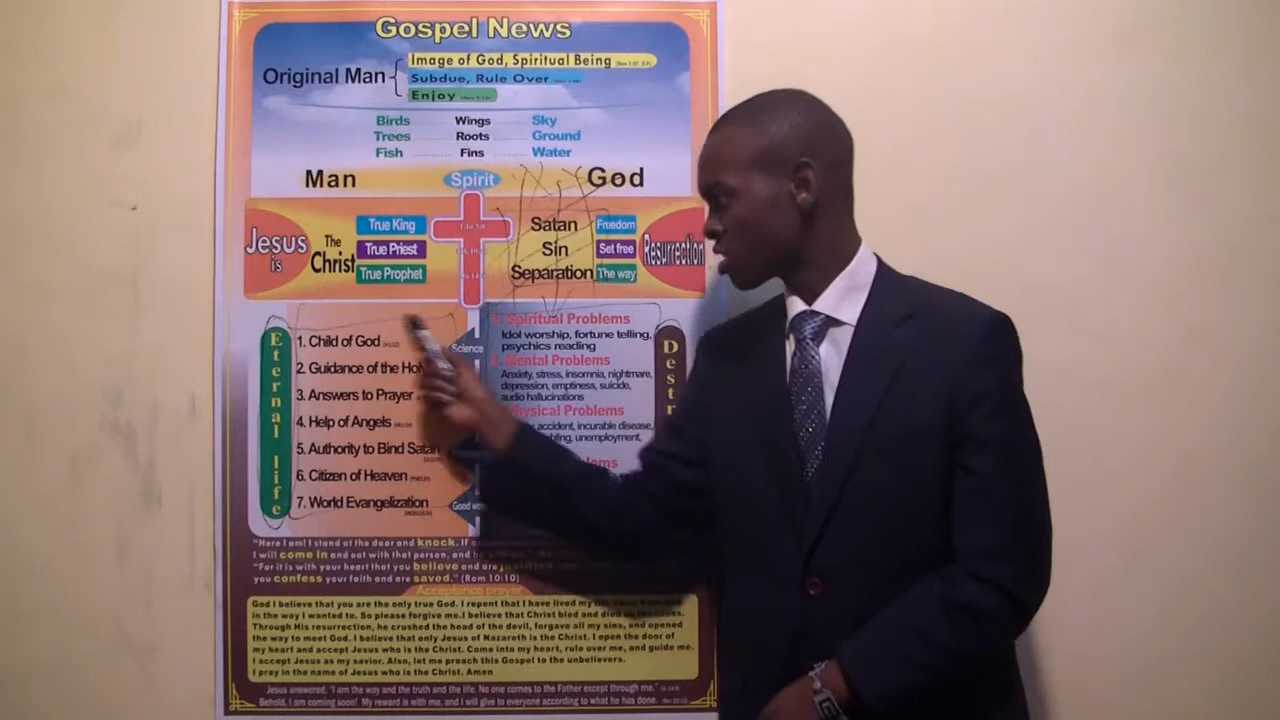 Gospel News
Original Man
Image of God, Spiritual Being
Subdue, Rule Over
Enjoy
Birds Wings Sky
Trees Roots Ground
Fish Fins Water
Man Spirit God
Jesus is The Christ
True King
True Priest
True Prophet
Satan Freedom
Sin Set free
Separation The way
Resurrection
Eternal life
1. Child of God
2. Guidance of the
3. Answers to Prayer
4. Help of Angels
5. Authority to Bind Satan
6. Citizen of Heaven
7. World Evangelization
Science
Good
Spiritual Problems
Idol worship, fortune telling,
psychics reading
Mental Problems
Anxiety, stress, insomnia, nightmare,
depression, emptiness, suicide,
audio hallucinations
Physical Problems
accident, incurable disease,
unemployment,
"Here I am! I stand at the door and knock. If
I will come in and eat with that person, and he
"For it is with your heart that you believe and are justified
you confess your faith and are saved." (Rom 10:10)
Acceptance prayer
God I believe that you are the only true God. I repent that I have lived my
in the way I wanted to. So please forgive me. I believe that Christ bled and died on
Through His resurrection, he crushed the head of the devil, forgave all my sins, and opened
the way to meet God. I believe that only Jesus of Nazareth is the Christ. I open the door of
my heart and accept Jesus who is the Christ. Come into my heart, rule over me, and guide me.
I accept Jesus as my savior. Also, let me preach this Gospel to the unbelievers.
I pray in the name of Jesus who is the Christ. Amen
Jesus answered, "I am the way and the truth and the life. No one comes to the Father except through me."
Behold, I am coming soon! My reward is with me, and I will give to everyone according to what he has done.